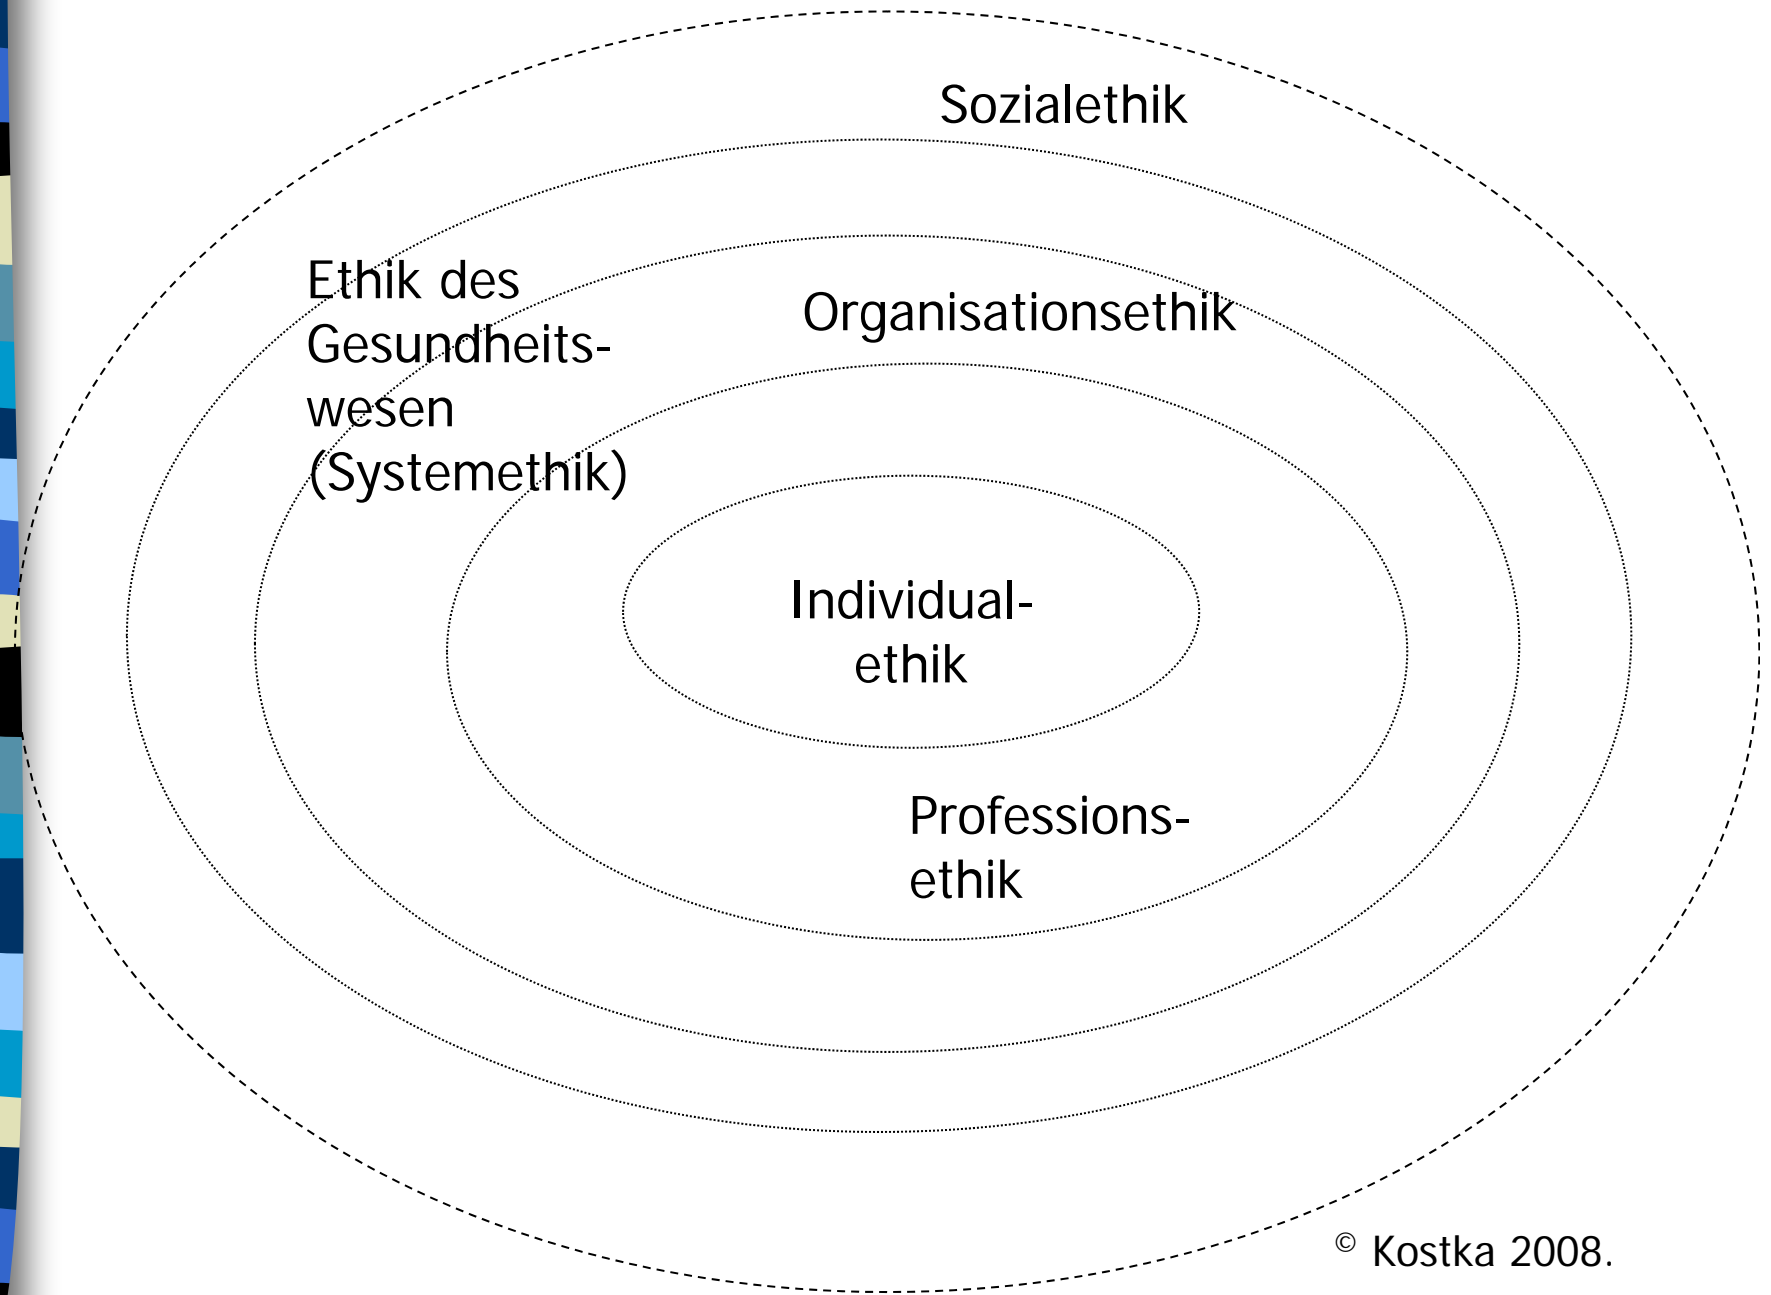 Sozialethik
Ethik des
Gesundheits-
wesen
(Systemethik)
Organisationsethik
Individual-
ethik
Professions-
ethik
© Kostka 2008.